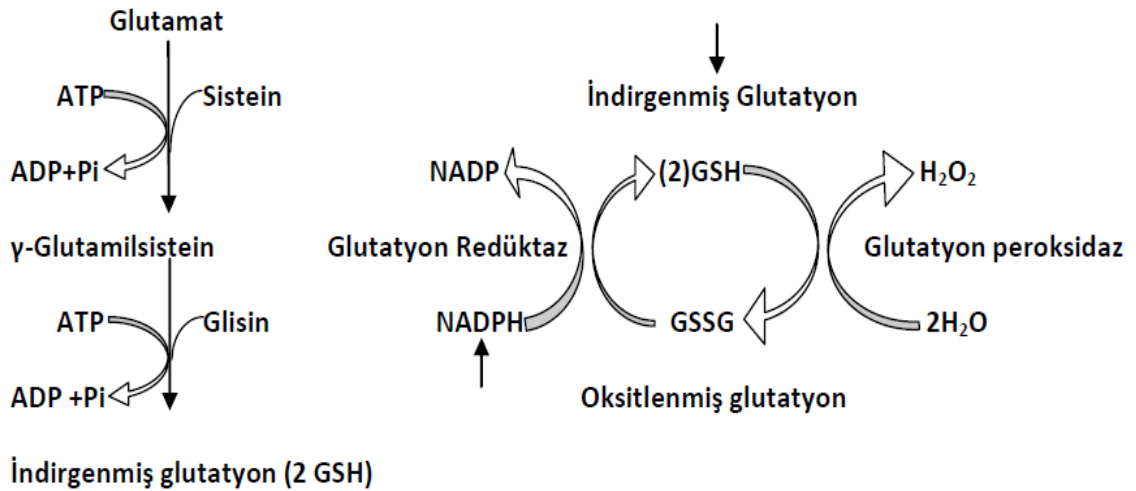 Glutamat
ATP
Sistein
ADP+Pi
γ-Glutamilsistein
ATP
Glisin
ADP +Pi
İndirgenmiş glutatyon (2 GSH)
İndirgenmiş Glutatyon
NADP
(2)GSH
H₂O₂
Glutatyon Redüktaz
Glutatyon peroksidaz
NADPH
GSSG
2H₂O
Oksitlenmiş glutatyon